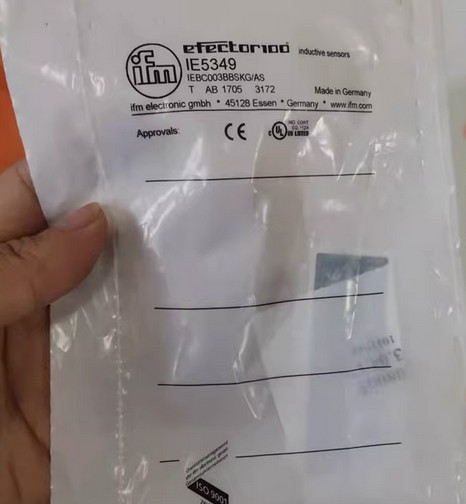 ifm
efector100 inductive sensors
IE5349
IEBC003BBSKG/AS
T AB 1705 3172 Made in Germany
ifm electronic gmbh * 45128 Essen * Germany * www.ifm.com
Approvals:
CE
UL
ISO 9001